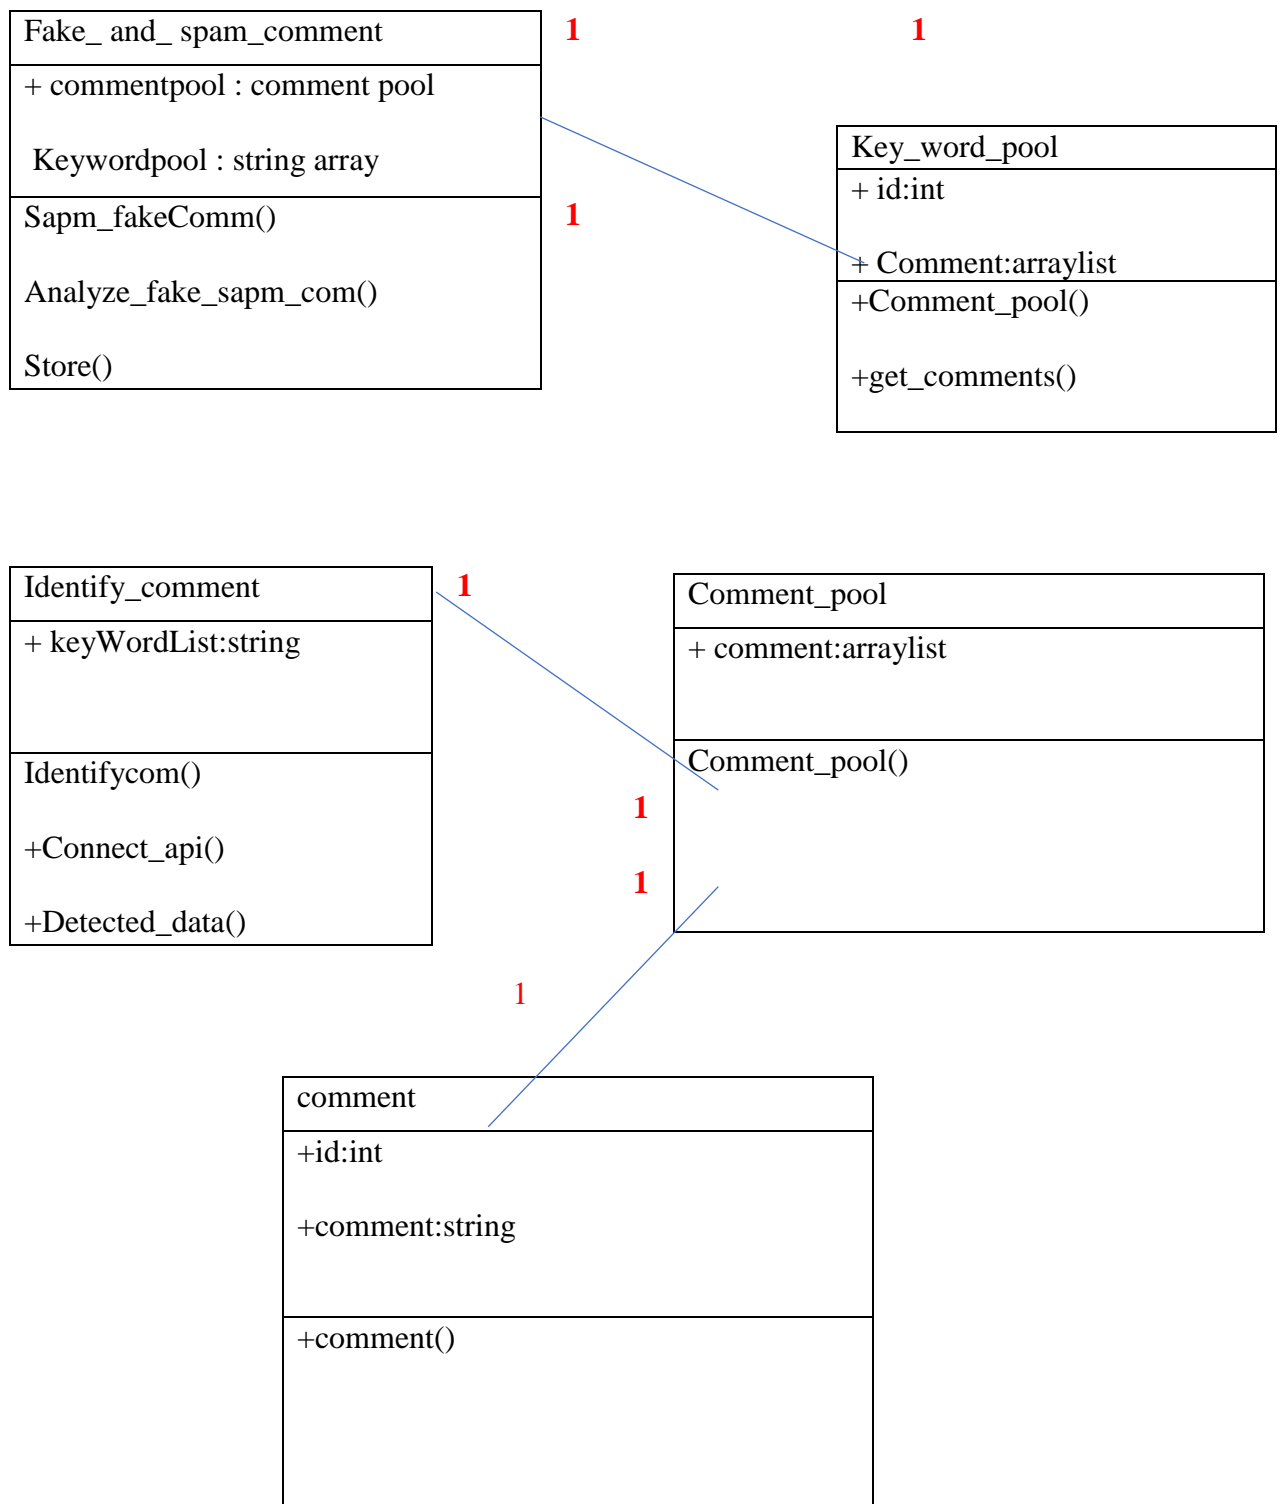 Fake_ and_ spam_comment
1
1
+ commentpool : comment pool
Keywordpool : string array
Sapm_fakeComm()
1
Analyze_fake_sapm_com()
Store()
Key_word_pool
+ id:int
+ Comment:arraylist
+Comment_pool()
+get_comments()
Identify_comment
1
+ keyWordList:string
Identifycom()
+Connect_api()
+Detected_data()
Comment_pool
+ comment:arraylist
Comment_pool()
1
1
1
comment
+id:int
+comment:string
+comment()